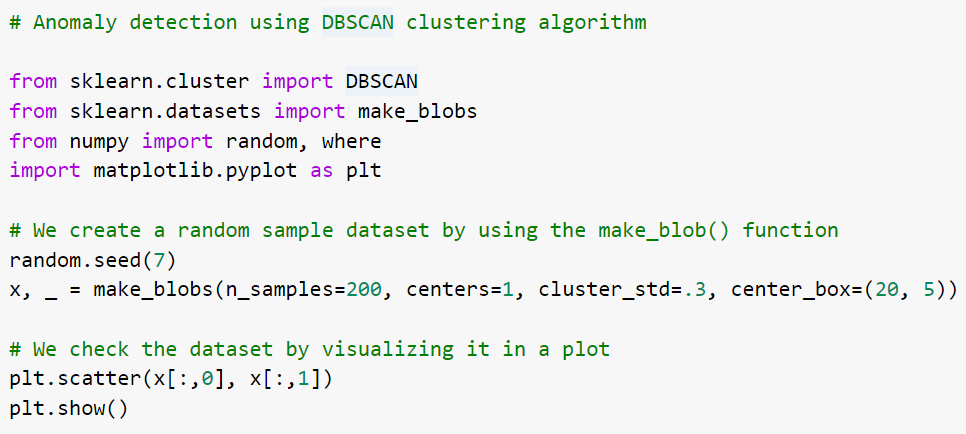 # Anomaly detection using DBSCAN clustering algorithm
from sklearn.cluster import DBSCAN
from sklearn.datasets import make_blobs
from numpy import random, where
import matplotlib.pyplot as plt
# We create a random sample dataset by using the make_blob() function
random.seed(7)
x, _ = make_blobs(n_samples=200, centers=1, cluster_std=.3, center_box=(20, 5))
# We check the dataset by visualizing it in a plot
plt.scatter(x[:,0], x[:,1])
plt.show()